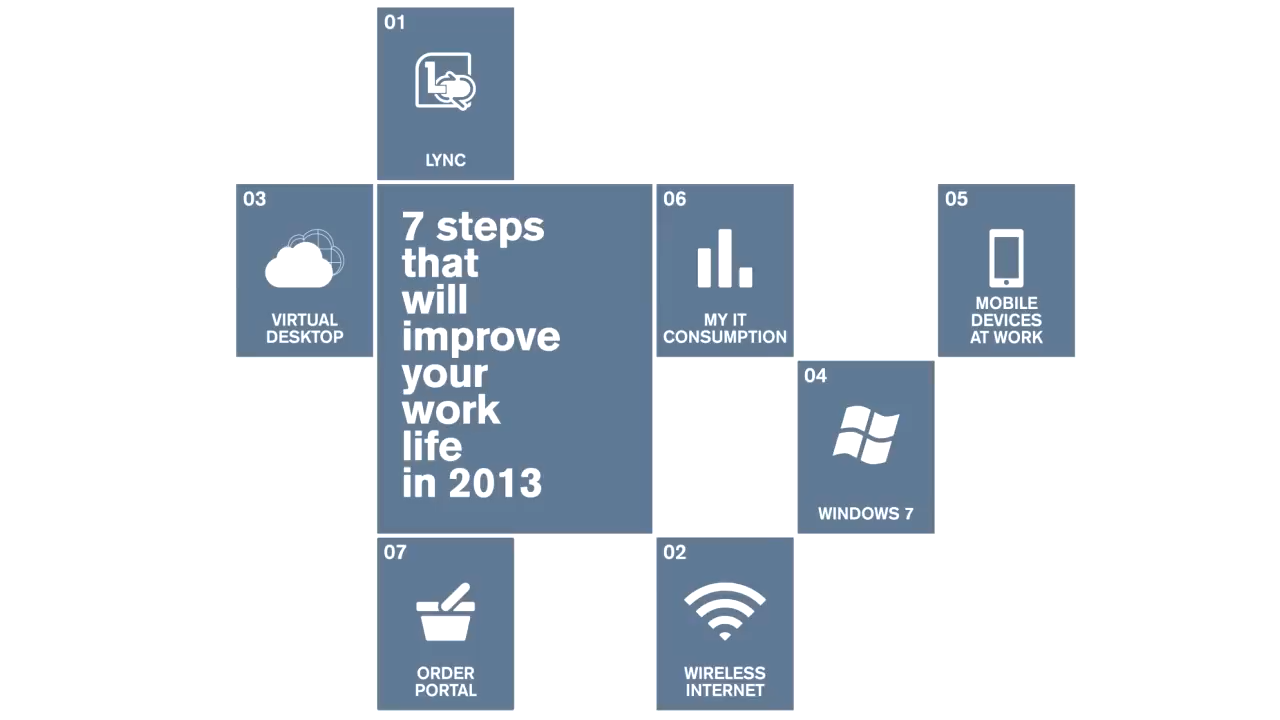 01
LYNC
03
VIRTUAL
DESKTOP
7 steps
that
will
improve
your
work
life
in 2013
06
MY IT
CONSUMPTION
05
MOBILE
DEVICES
AT WORK
04
WINDOWS 7
07
ORDER
PORTAL
02
WIRELESS
INTERNET